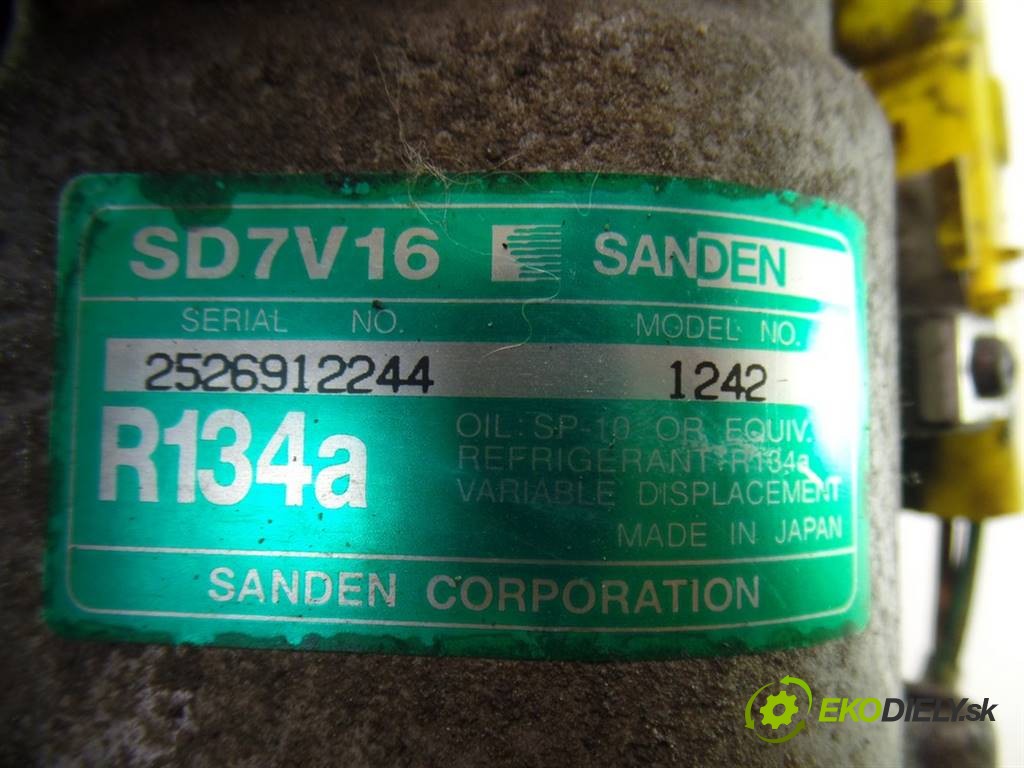 SD7V16 SANDEN
SERIAL NO. MODEL NO.
2526912244 1242
R134a
OIL: SP-10 OR EQUIV.
REFRIGERANT: R134a
VARIABLE DISPLACEMENT
MADE IN JAPAN
SANDEN CORPORATION
EKODIELY.sk